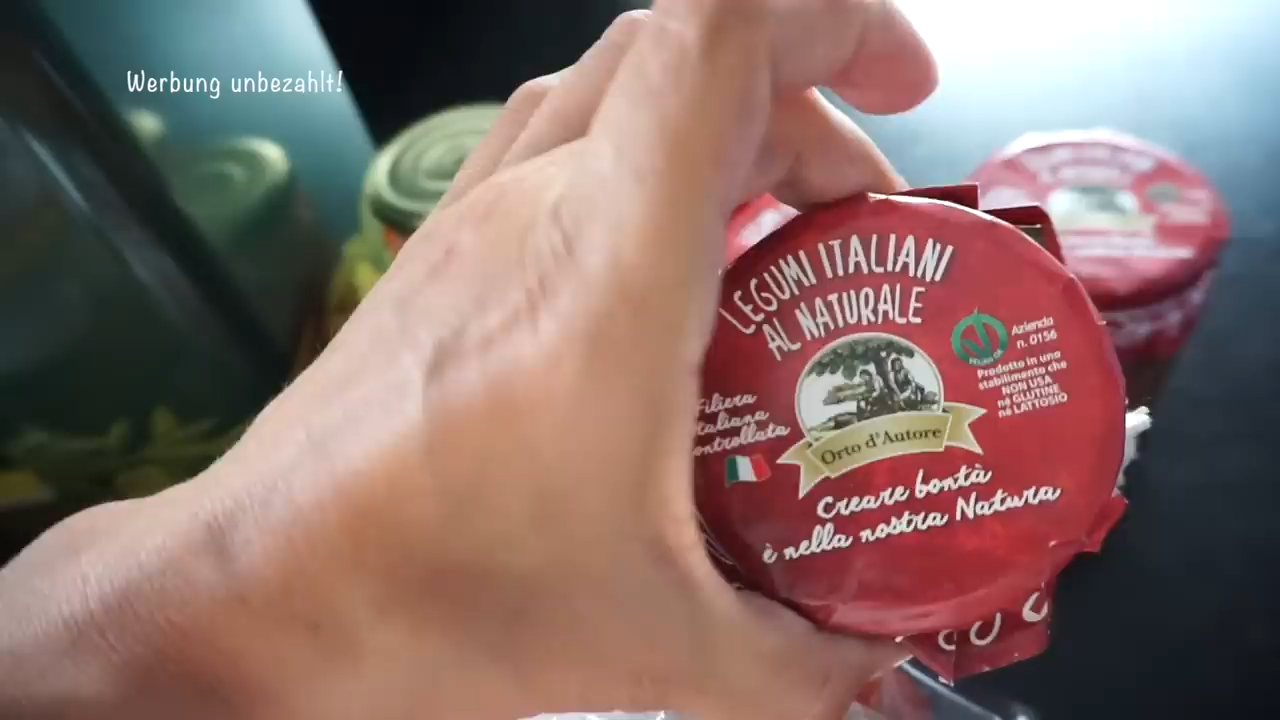 Werbung unbezahlt!
LEGUMI ITALIANI
AL NATURALE
Azienda
n. 0156
Prodotto in uno
stabilimento che
NON USA
né GLUTINE
né LATTOSIO
Filiera
italiana
controllata
Orto d'Autore
Creare bontà
è nella nostra Natura